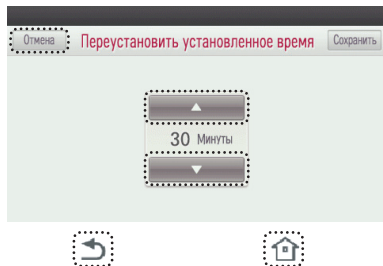 Отмена Переустановить установленное время Сохранить
30 Минуты